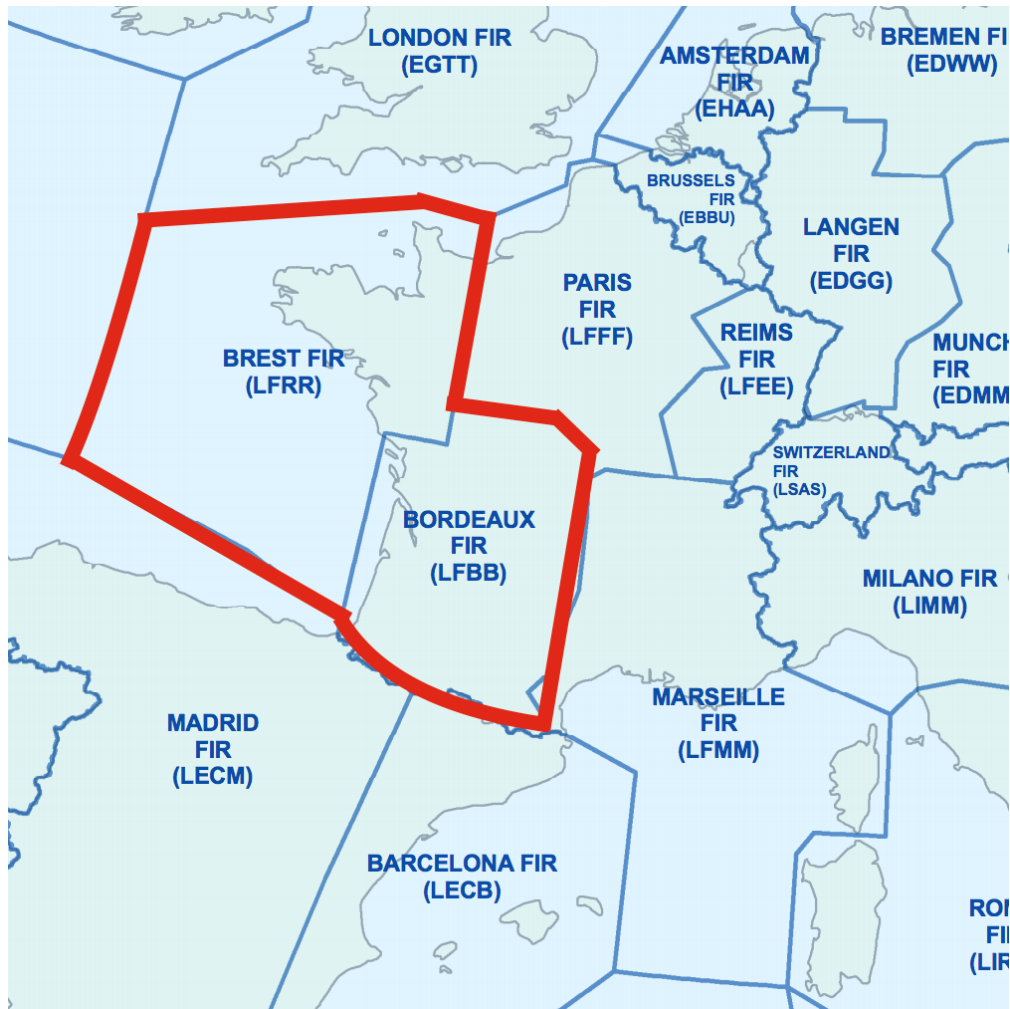 LONDON FIR
(EGTT)
AMSTERDAM
FIR
(EHAA)
BREMEN FI
(EDWW)
BRUSSELS
FIR
(EBBU)
LANGEN
FIR
(EDGG)
PARIS
FIR
(LFFF)
REIMS
FIR
(LFEE)
MUNCH
FIR
(EDMM
BREST FIR
(LFRR)
SWITZERLAND
FIR
(LSAS)
BORDEAUX
FIR
(LFBB)
MILANO FIR
(LIMM)
MADRID
FIR
(LECM)
MARSEILLE
FIR
(LFMM)
BARCELONA FIR
(LECB)
ROM
FI
(LIR